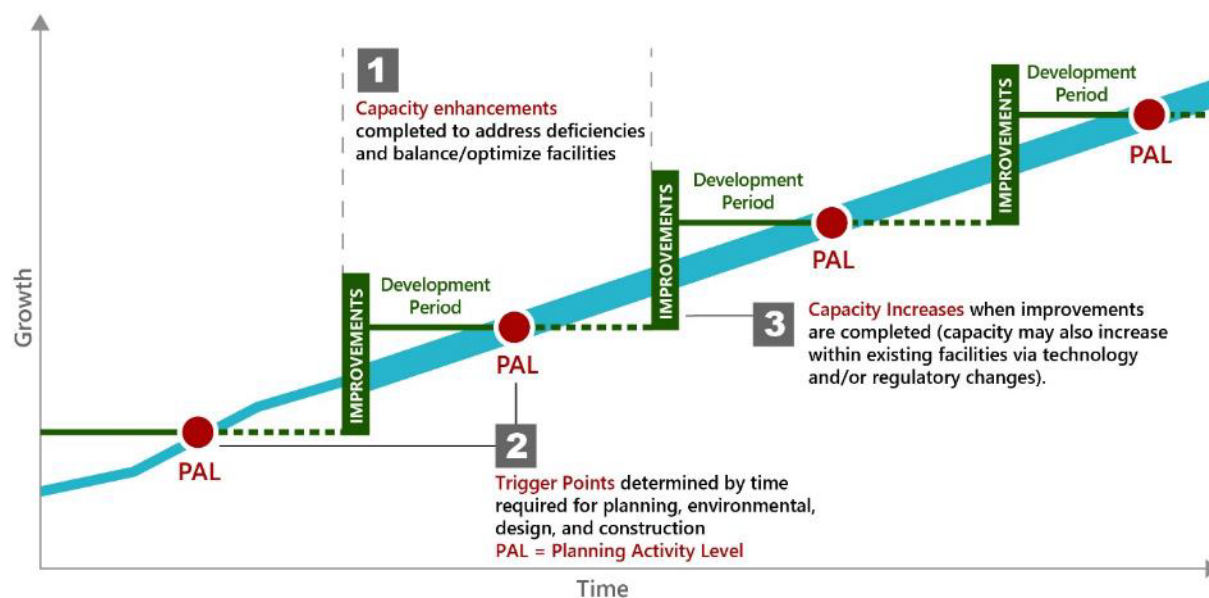 1
Capacity enhancements
completed to address deficiencies
and balance/optimize facilities
Development
Period
PAL
IMPROVEMENTS
Development
Period
PAL
IMPROVEMENTS
Development
Period
PAL
IMPROVEMENTS
3
Capacity Increases when improvements
are completed (capacity may also increase
within existing facilities via technology
and/or regulatory changes).
PAL
2
Trigger Points determined by time
required for planning, environmental,
design, and construction
PAL = Planning Activity Level
Growth
Time